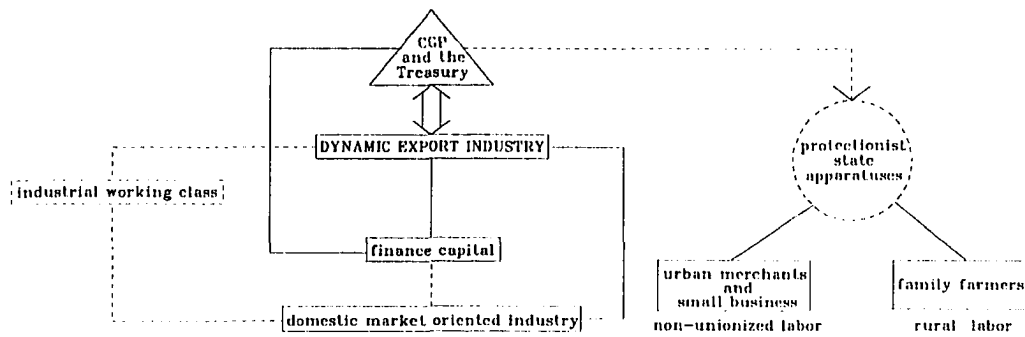 CGP
and the
Treasury
DYNAMIC EXPORT INDUSTRY
protectionist
state
apparatuses
industrial working class
finance capital
urban merchants
and
small business
family farmers
domestic market oriented industry
non-unionized labor
rural labor